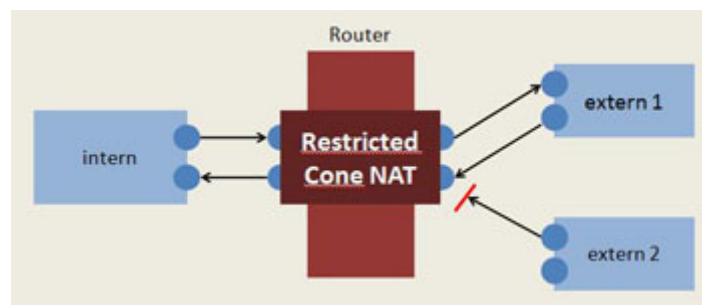 Router
intern
Restricted
Cone NAT
extern 1
extern 2